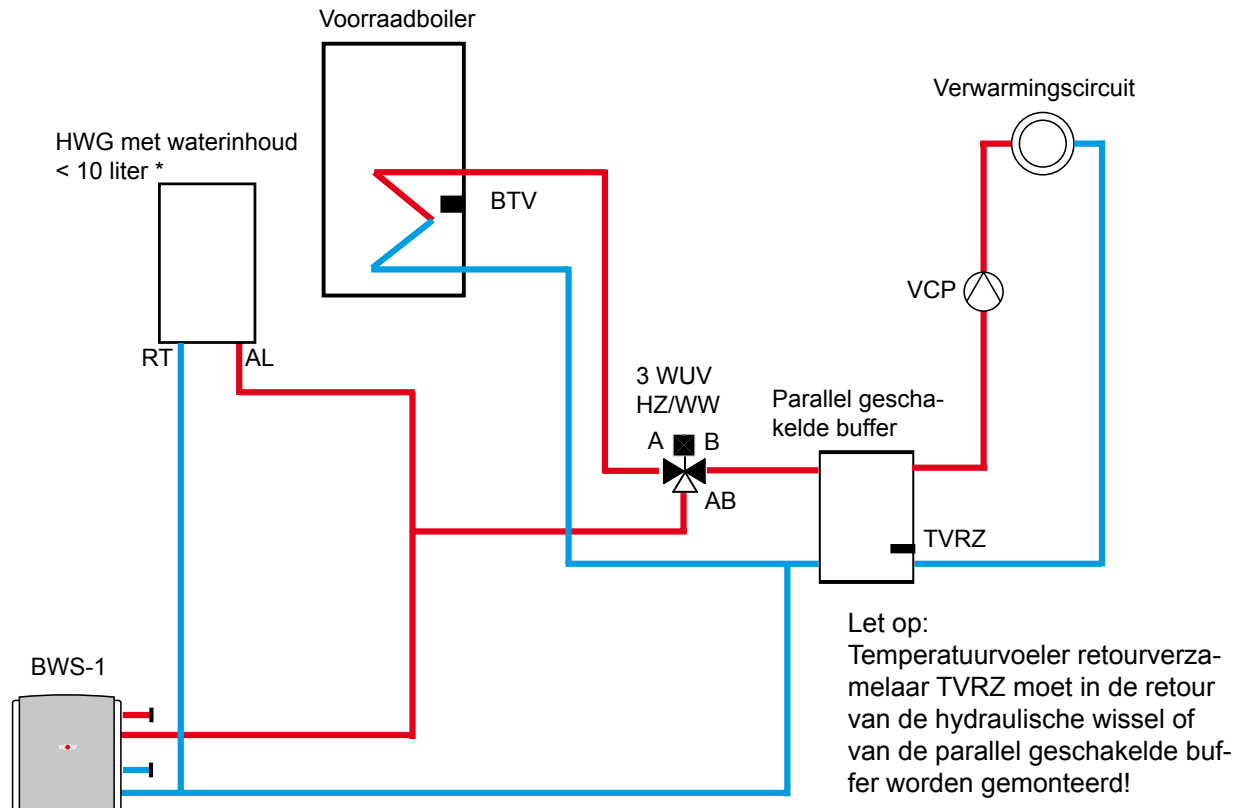 Voorraadboiler
Verwarmingscircuit
HWG met waterinhoud
< 10 liter *
BTV
VCP
RT
AL
3 WUV
HZ/WW
Parallel gescha-
kelde buffer
A
B
AB
TVRZ
Let op:
Temperatuurvoeler retourverza-
melaar TVRZ moet in de retour
van de hydraulische wissel of
van de parallel geschakelde buf-
fer worden gemonteerd!
BWS-1